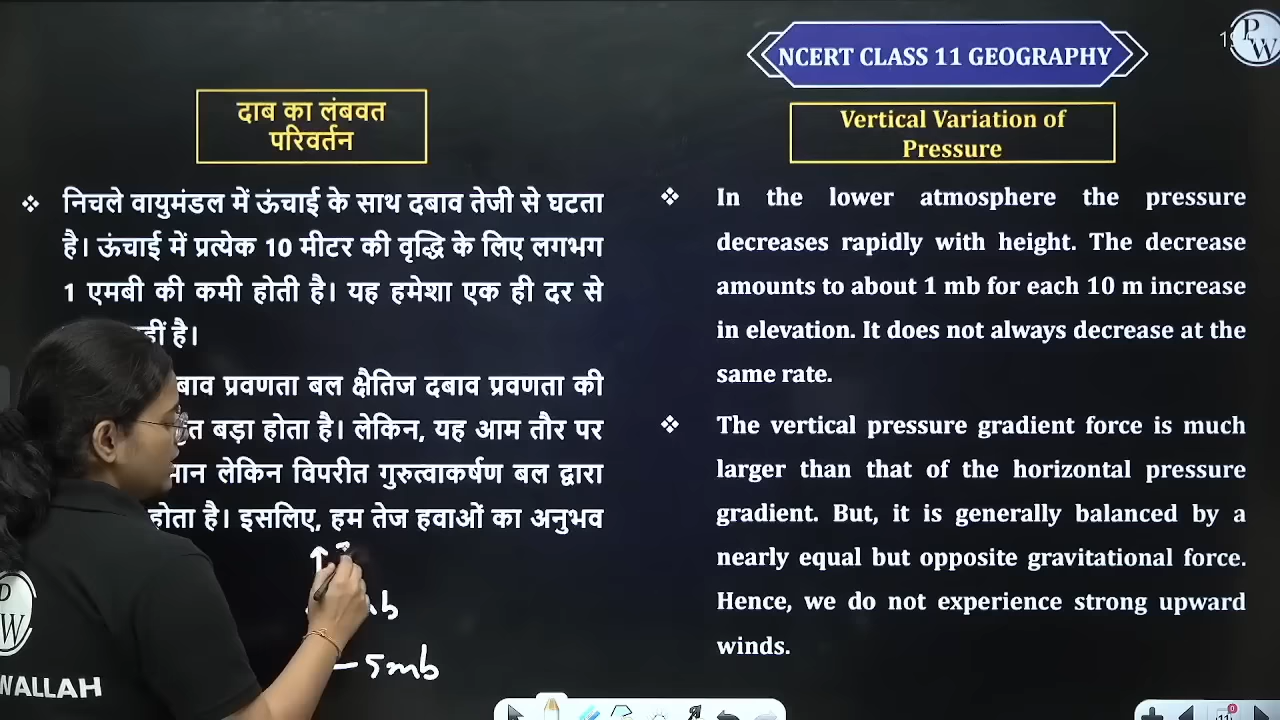 NCERT CLASS 11 GEOGRAPHY
PW
दाब का लंबवत
परिवर्तन
Vertical Variation of
Pressure
❖ निचले वायुमंडल में ऊंचाई के साथ दबाव तेजी से घटता
है। ऊंचाई में प्रत्येक 10 मीटर की वृद्धि के लिए लगभग
1 एमबी की कमी होती है। यह हमेशा एक ही दर से
है।
प्रवणता बल क्षैतिज दबाव प्रवणता की
बड़ा होता है। लेकिन, यह आम तौर पर
लेकिन विपरीत गुरुत्वाकर्षण बल द्वारा
होता है। इसलिए, हम तेज हवाओं का अनुभव
❖ In the lower atmosphere the pressure
decreases rapidly with height. The decrease
amounts to about 1 mb for each 10 m increase
in elevation. It does not always decrease at the
same rate.
❖ The vertical pressure gradient force is much
larger than that of the horizontal pressure
gradient. But, it is generally balanced by a
nearly equal but opposite gravitational force.
Hence, we do not experience strong upward
winds.
– 5mb
W
WALLAH